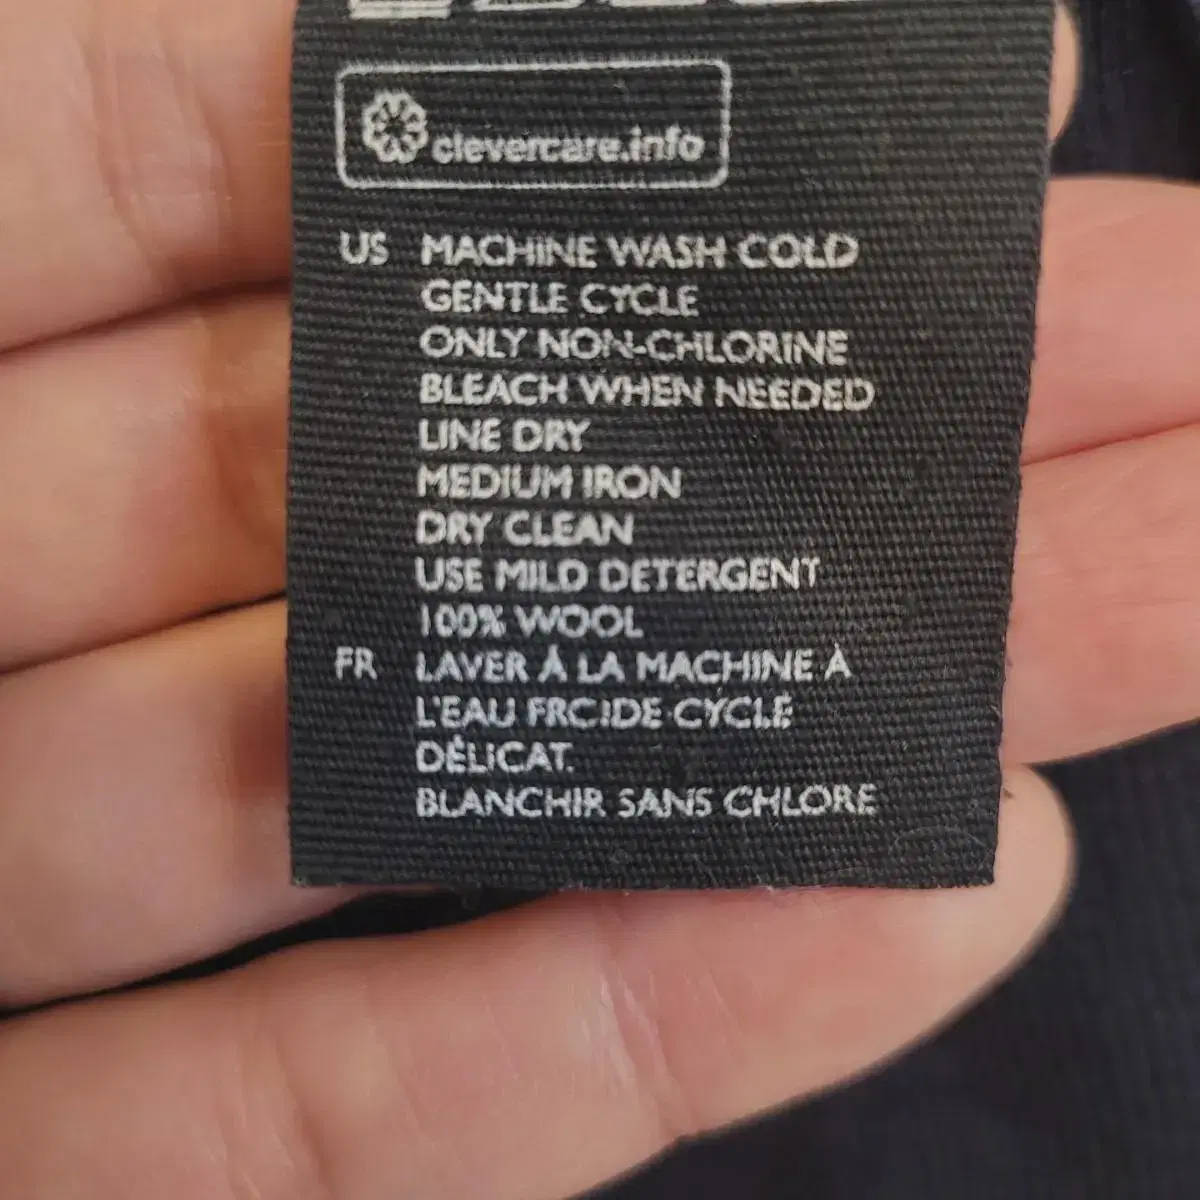 clevercare.info
US MACHINE WASH COLD
GENTLE CYCLE
ONLY NON-CHLORINE
BLEACH WHEN NEEDED
LINE DRY
MEDIUM IRON
DRY CLEAN
USE MILD DETERGENT
100% WOOL
FR LAVER À LA MACHINE À
L'EAU FROIDE CYCLE
DÉLICAT.
BLANCHIR SANS CHLORE